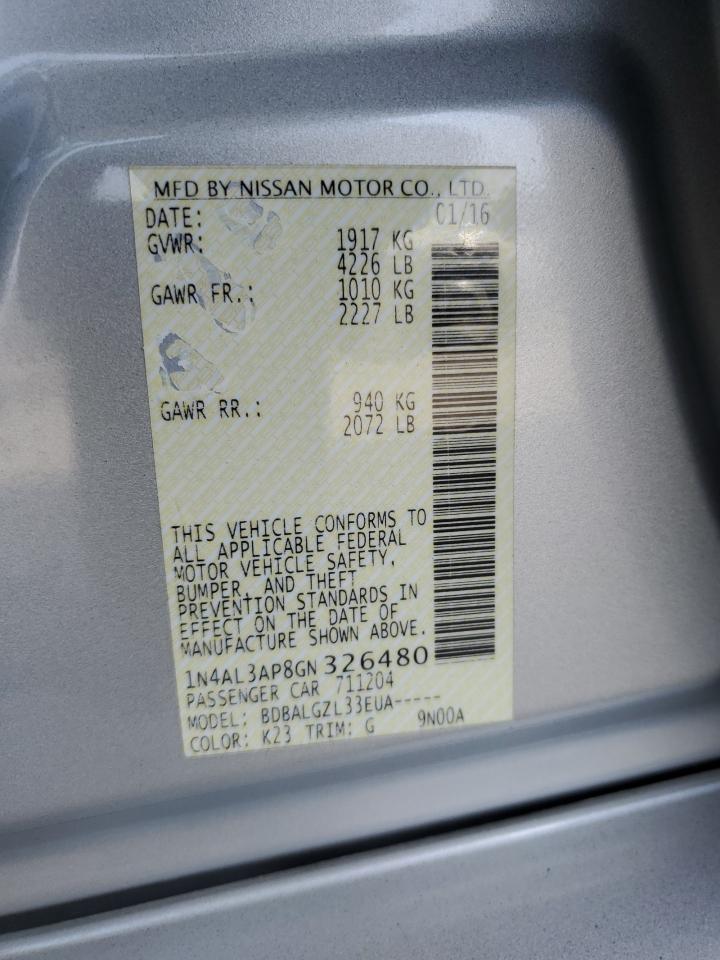 MFD BY NISSAN MOTOR CO., LTD.
DATE: 01/16
GVWR: 1917 KG
4226 LB
GAWR FR.: 1010 KG
2227 LB
GAWR RR.: 940 KG
2072 LB
THIS VEHICLE CONFORMS TO
ALL APPLICABLE FEDERAL
MOTOR VEHICLE SAFETY,
BUMPER, AND THEFT
PREVENTION STANDARDS IN
EFFECT ON THE DATE OF
MANUFACTURE SHOWN ABOVE.
1N4AL3AP8GN326480
PASSENGER CAR 711204
MODEL: BDBALGZL33EUA-----
COLOR: K23 TRIM: G 9N00A